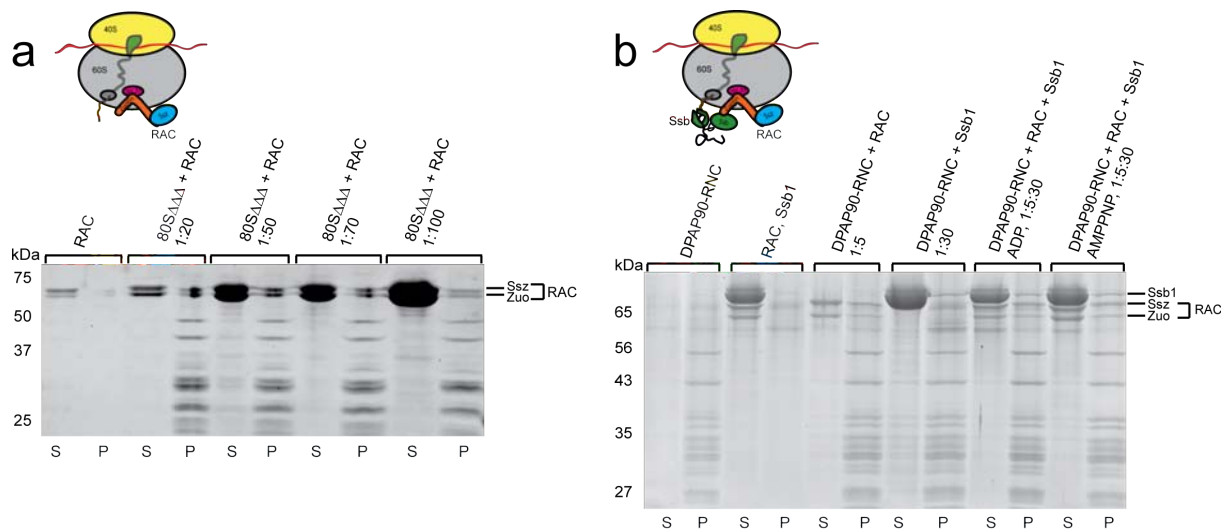 a
40S
60S
RAC
RAC
80SΔΔΔ + RAC
1:20
80SΔΔΔ + RAC
1:50
80SΔΔΔ + RAC
1:70
80SΔΔΔ + RAC
1:100
kDa
75
50
37
25
Ssz
Zuo
RAC
S P S P S P S P S P
b
40S
60S
Ssb
RAC
DPAP90-RNC
RAC, Ssb1
DPAP90-RNC + RAC
1:5
DPAP90-RNC + Ssb1
1:30
DPAP90-RNC + RAC + Ssb1
ADP, 1:5:30
DPAP90-RNC + RAC + Ssb1
AMPPNP, 1:5:30
kDa
65
56
43
35
27
Ssb1
Ssz
Zuo
RAC
S P S P S P S P S P S P